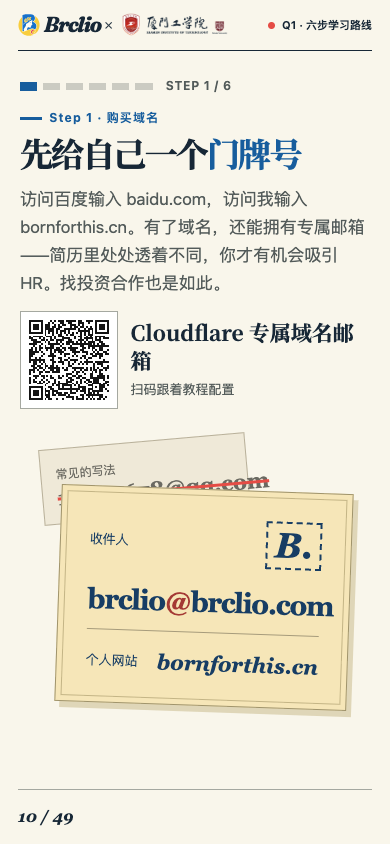 Brclio × 厦门工学院
XIAMEN INSTITUTE OF TECHNOLOGY
Q1 · 六步学习路线
STEP 1 / 6
Step 1 · 购买域名
先给自己一个门牌号
访问百度输入 baidu.com，访问我输入
bornforthis.cn。有了域名，还能拥有专属邮箱
——简历里处处透着不同，你才有机会吸引
HR。找投资合作也是如此。
Cloudflare 专属域名邮
箱
扫码跟着教程配置
常见的写法
8@qq.com
收件人
B.
brclio@brclio.com
个人网站 bornforthis.cn
10 / 49